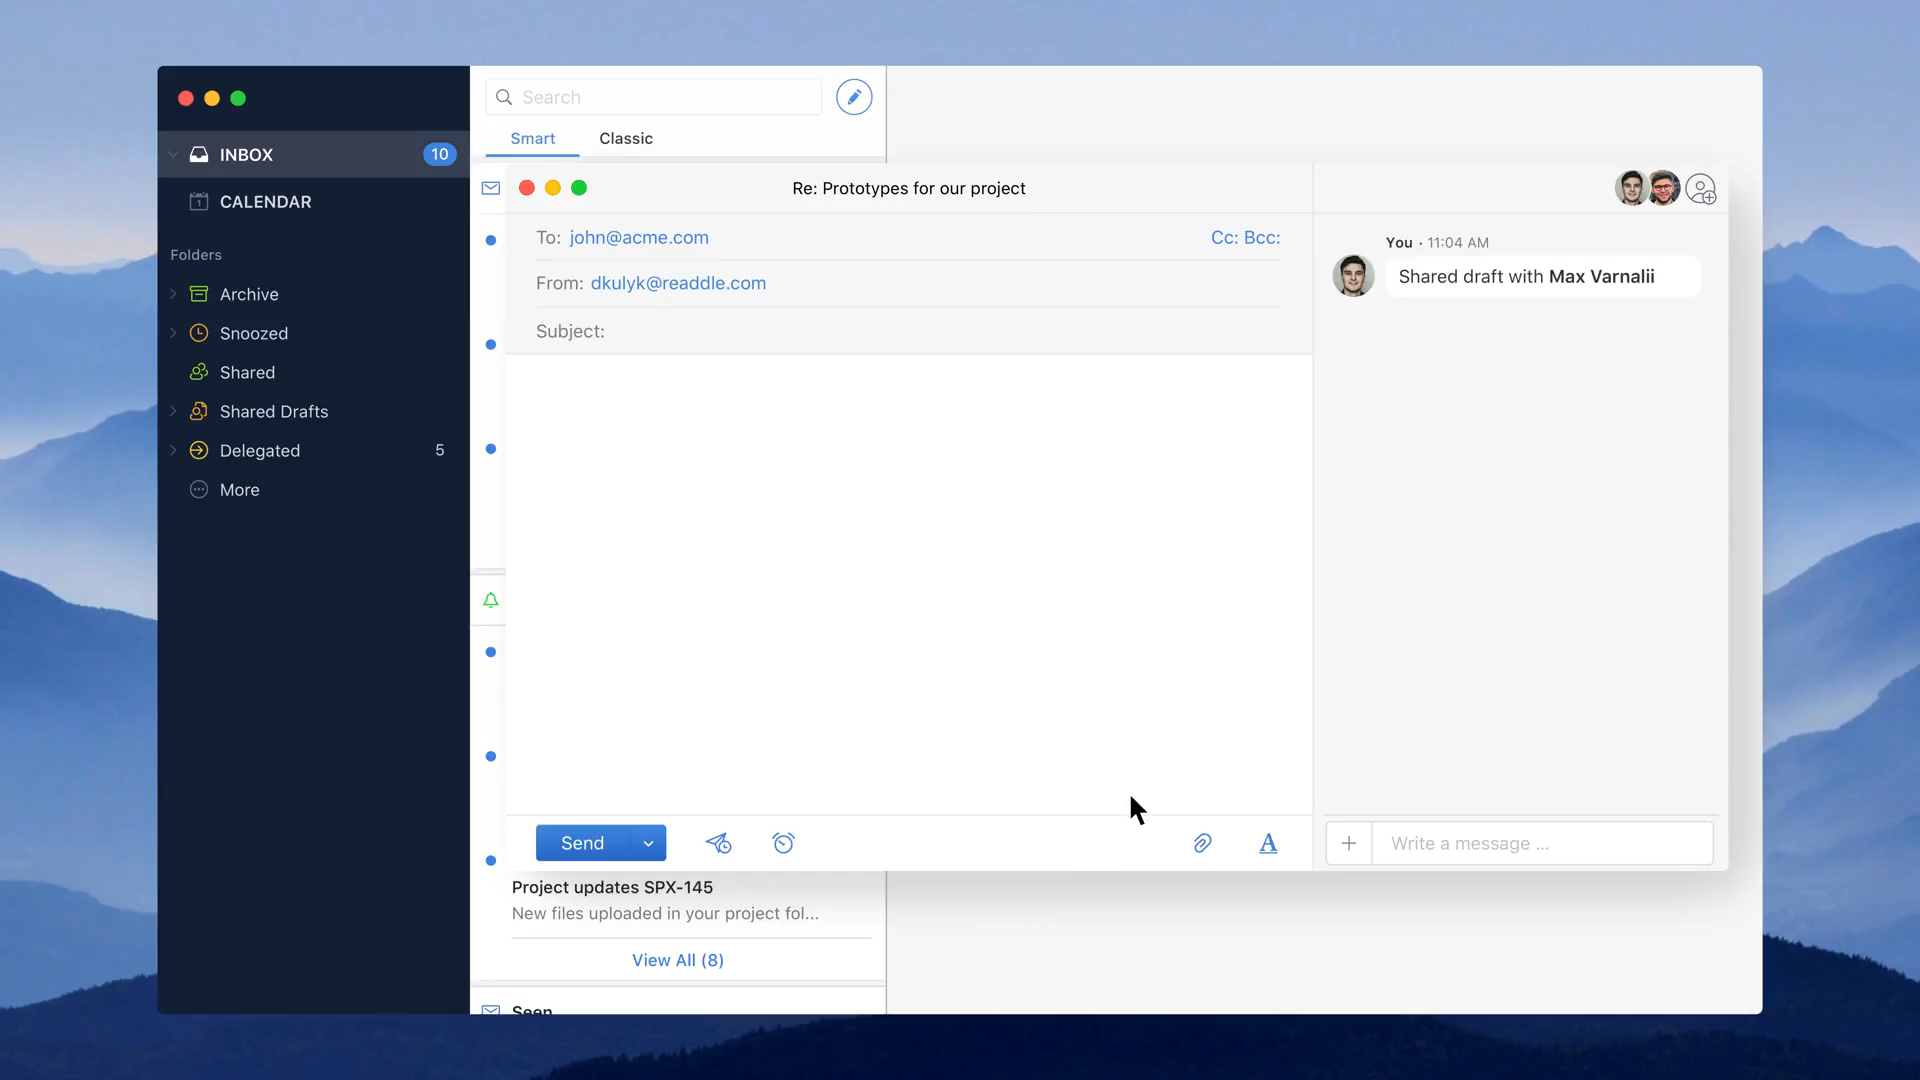 INBOX
10
CALENDAR
Folders
Archive
Snoozed
Shared
Shared Drafts
Delegated
5
More
Search
Smart
Classic
Re: Prototypes for our project
To: john@acme.com
Cc: Bcc:
From: dkulyk@readdle.com
Subject:
Send
A
Project updates SPX-145
New files uploaded in your project fol...
View All (8)
Seen
You • 11:04 AM
Shared draft with Max Varnalii
Write a message ...